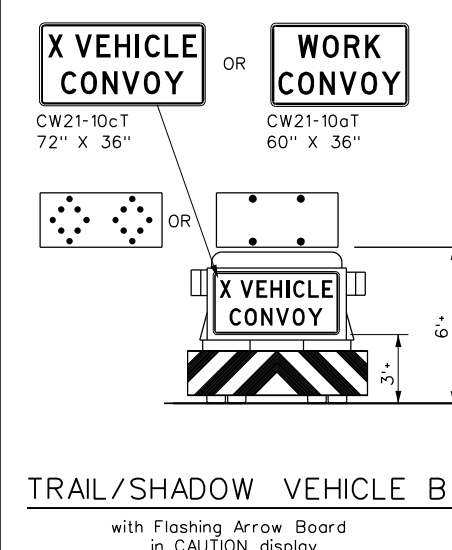 X VEHICLE
CONVOY
OR
WORK
CONVOY
CW21-10cT
72" X 36"
CW21-10aT
60" X 36"
OR
X VEHICLE
CONVOY
6'+
3'+
TRAIL/SHADOW VEHICLE B
with Flashing Arrow Board
in CAUTION display